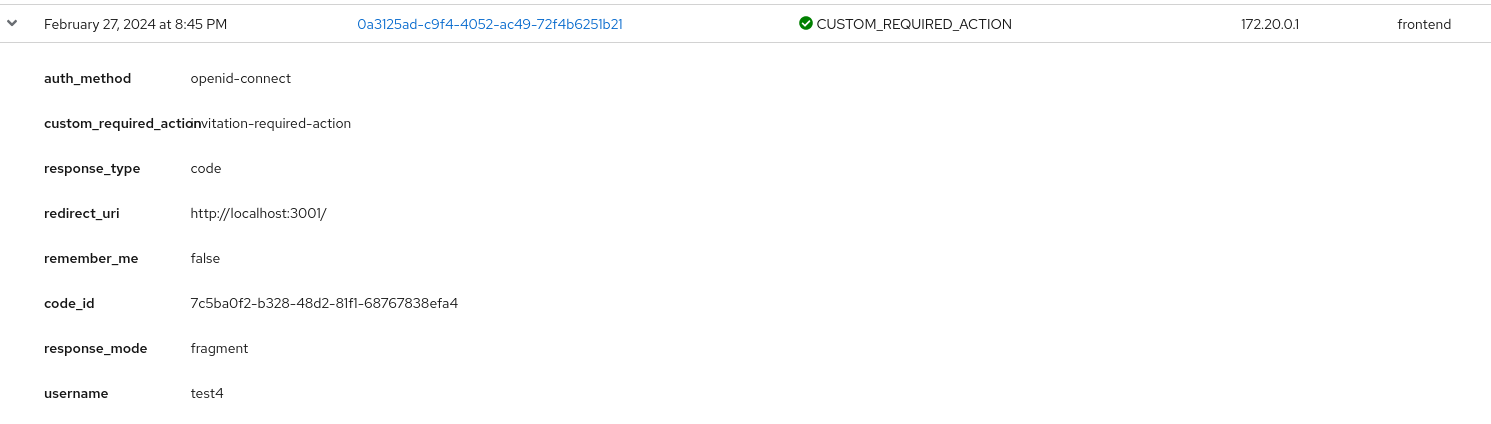 February 27, 2024 at 8:45 PM 0a3125ad-c9f4-4052-ac49-72f4b6251b21 CUSTOM_REQUIRED_ACTION 172.20.0.1 frontend
auth_method openid-connect
custom_required_action invitation-required-action
response_type code
redirect_uri http://localhost:3001/
remember_me false
code_id 7c5ba0f2-b328-48d2-81f1-68767838efa4
response_mode fragment
username test4